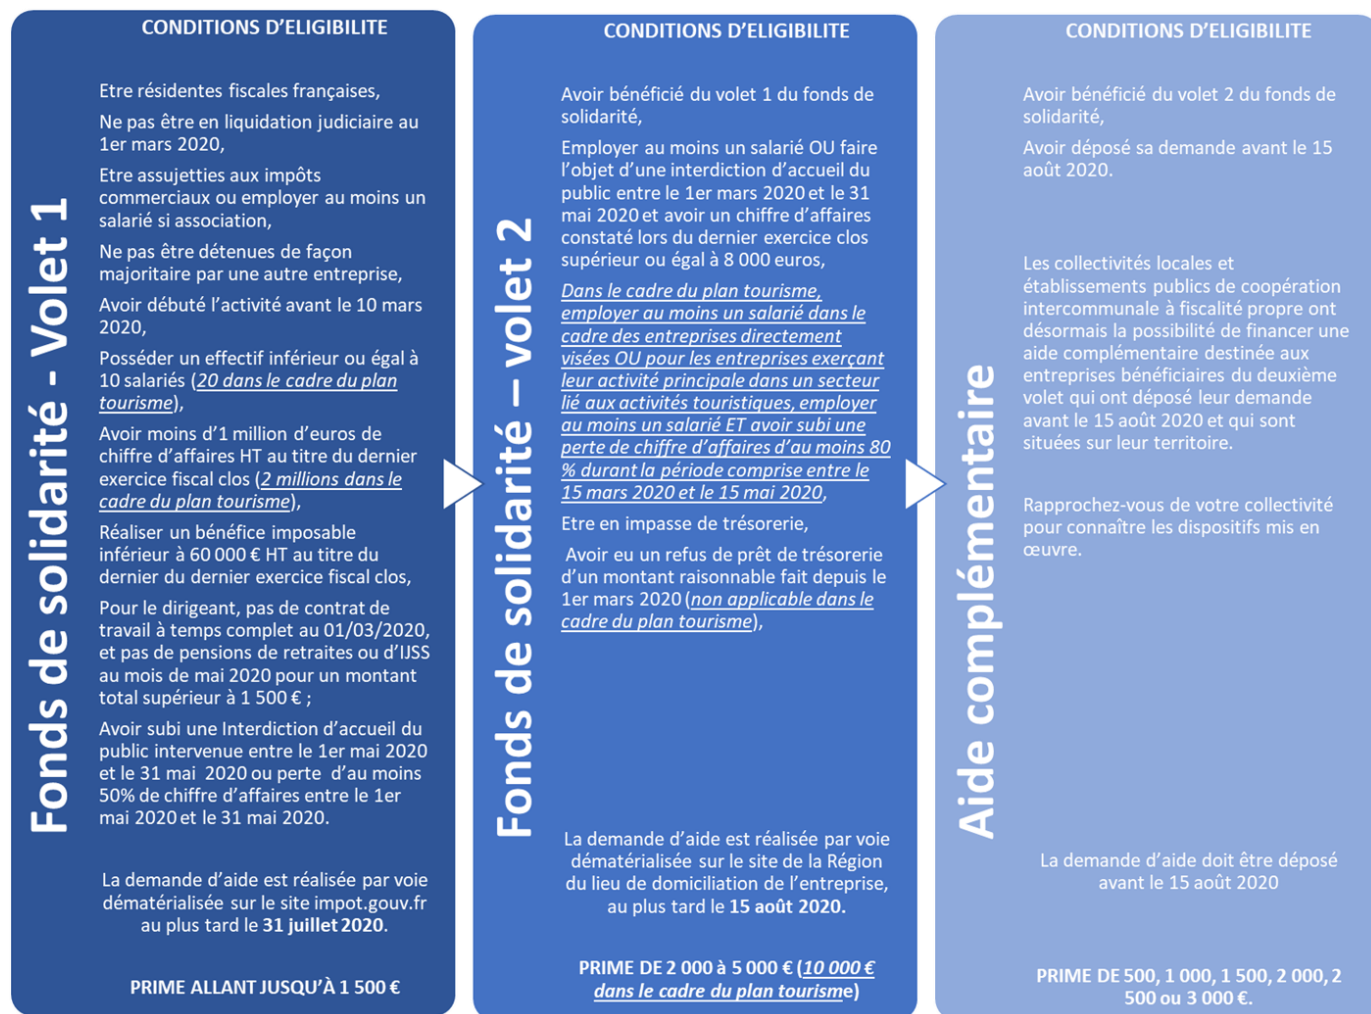 CONDITIONS D'ELIGIBILITE
Fonds de solidarité - Volet 1
Etre résidentes fiscales françaises,
Ne pas être en liquidation judiciaire au
1er mars 2020,
Etre assujetties aux impôts
commerciaux ou employer au moins un
salarié si association,
Ne pas être détenues de façon
majoritaire par une autre entreprise,
Avoir débuté l'activité avant le 10 mars
2020,
Posséder un effectif inférieur ou égal à
10 salariés (20 dans le cadre du plan
tourisme),
Avoir moins d'1 million d'euros de
chiffre d'affaires HT au titre du dernier
exercice fiscal clos (2 millions dans le
cadre du plan tourisme),
Réaliser un bénéfice imposable
inférieur à 60 000 € HT au titre du
dernier du dernier exercice fiscal clos,
Pour le dirigeant, pas de contrat de
travail à temps complet au 01/03/2020,
et pas de pensions de retraites ou d'IJSS
au mois de mai 2020 pour un montant
total supérieur à 1 500 € ;
Avoir subi une Interdiction d'accueil du
public intervenue entre le 1er mai 2020
et le 31 mai 2020 ou perte d'au moins
50% de chiffre d'affaires entre le 1er
mai 2020 et le 31 mai 2020.
La demande d'aide est réalisée par voie
dématérialisée sur le site impot.gouv.fr
au plus tard le 31 juillet 2020.
PRIME ALLANT JUSQU'À 1 500 €
CONDITIONS D'ELIGIBILITE
Fonds de solidarité – volet 2
Avoir bénéficié du volet 1 du fonds de
solidarité,
Employer au moins un salarié OU faire
l'objet d'une interdiction d'accueil du
public entre le 1er mars 2020 et le 31
mai 2020 et avoir un chiffre d'affaires
constaté lors du dernier exercice clos
supérieur ou égal à 8 000 euros,
Dans le cadre du plan tourisme,
employer au moins un salarié dans le
cadre des entreprises directement
visées OU pour les entreprises exerçant
leur activité principale dans un secteur
lié aux activités touristiques, employer
au moins un salarié ET avoir subi une
perte de chiffre d'affaires d'au moins 80
% durant la période comprise entre le
15 mars 2020 et le 15 mai 2020,
Etre en impasse de trésorerie,
Avoir eu un refus de prêt de trésorerie
d'un montant raisonnable fait depuis le
1er mars 2020 (non applicable dans le
cadre du plan tourisme),
La demande d'aide est réalisée par voie
dématérialisée sur le site de la Région
du lieu de domiciliation de l'entreprise,
au plus tard le 15 août 2020.
PRIME DE 2 000 à 5 000 € (10 000 €
dans le cadre du plan tourisme)
CONDITIONS D'ELIGIBILITE
Aide complémentaire
Avoir bénéficié du volet 2 du fonds de
solidarité,
Avoir déposé sa demande avant le 15
août 2020.
Les collectivités locales et
établissements publics de coopération
intercommunale à fiscalité propre ont
désormais la possibilité de financer une
aide complémentaire destinée aux
entreprises bénéficiaires du deuxième
volet qui ont déposé leur demande
avant le 15 août 2020 et qui sont
situées sur leur territoire.
Rapprochez-vous de votre collectivité
pour connaître les dispositifs mis en
œuvre.
La demande d'aide doit être déposé
avant le 15 août 2020
PRIME DE 500, 1 000, 1 500, 2 000, 2
500 ou 3 000 €.